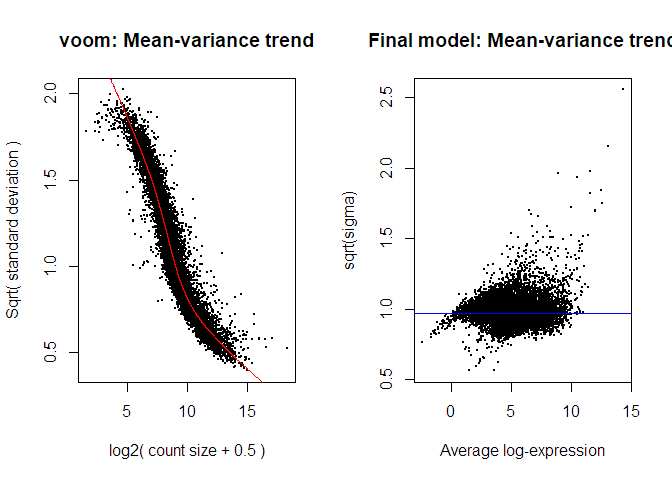 voom: Mean-variance trend
Sqrt( standard deviation )
2.0
1.5
1.0
0.5
5 10 15
log2( count size + 0.5 )
Final model: Mean-variance trend
sqrt(sigma)
2.5
2.0
1.5
1.0
0.5
0 5 10 15
Average log-expression